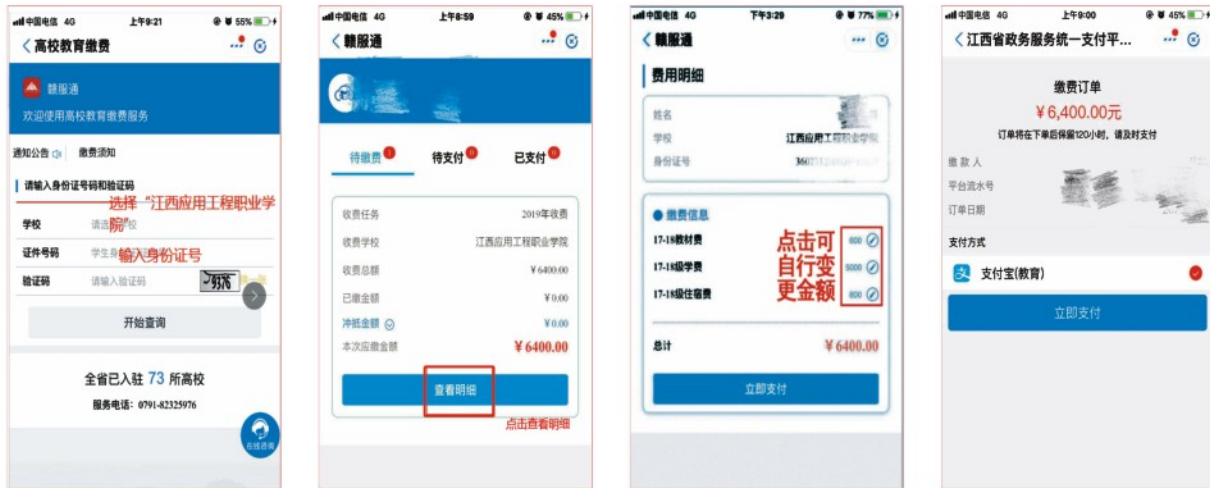 中国电信 4G 上午9:21 55%
高校教育缴费
赣服通
欢迎使用高校教育缴费服务
通知公告 缴费须知
请输入身份证号码和验证码
选择“江西应用工程职业学
院”
学校 请选 校
证件号码 学生身
输入身份证号
验证码 请输入验证码 9376
开始查询
全省已入驻 73 所高校
服务电话:0791-82325976
在线咨询
中国电信 4G 上午8:59 45%
赣服通
待缴费 1 待支付 0 已支付 0
收费任务 2019年收费
收费学校 江西应用工程职业学院
收费总额 ¥6400.00
已缴金额 ¥0.00
冲抵金额 ¥0.00
本次应缴金额 ¥6400.00
查看明细
点击查看明细
中国电信 4G 下午3:29 77%
赣服通
费用明细
姓名
学校 江西应用工程职业学院
身份证号
缴费信息
17-18教材费 600
17-18级学费 5000
17-18级住宿费 800
点击可
自行变
更金额
总计 ¥6400.00
立即支付
中国电信 4G 上午9:00 45%
江西省政务服务统一支付平...
缴费订单
¥6,400.00元
订单将在下单后保留120小时,请及时支付
缴款人
平台流水号
订单日期
支付方式
支付宝(教育)
立即支付